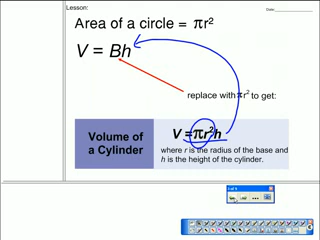 Lesson:
Date:
Area of a circle = πr²
V = Bh
replace with πr² to get:
Volume of
a Cylinder
V = πr²h
where r is the radius of the base and
h is the height of the cylinder.